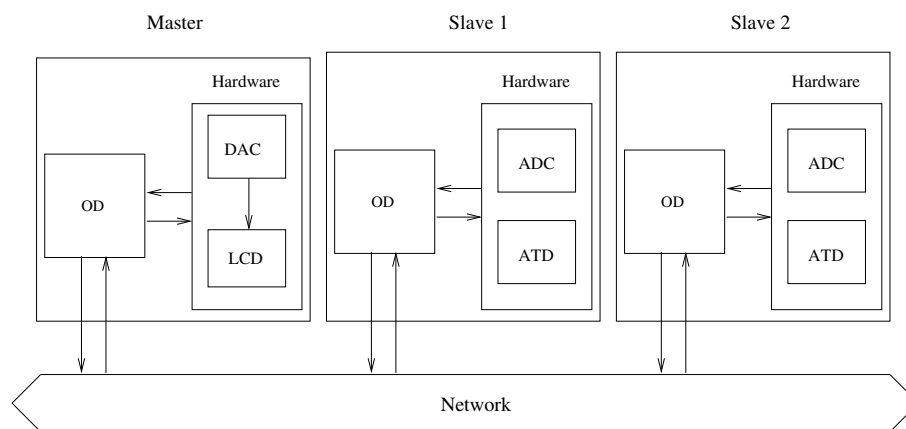 Master
Slave 1
Slave 2
Hardware
Hardware
Hardware
DAC
ADC
ADC
OD
OD
OD
LCD
ATD
ATD
Network